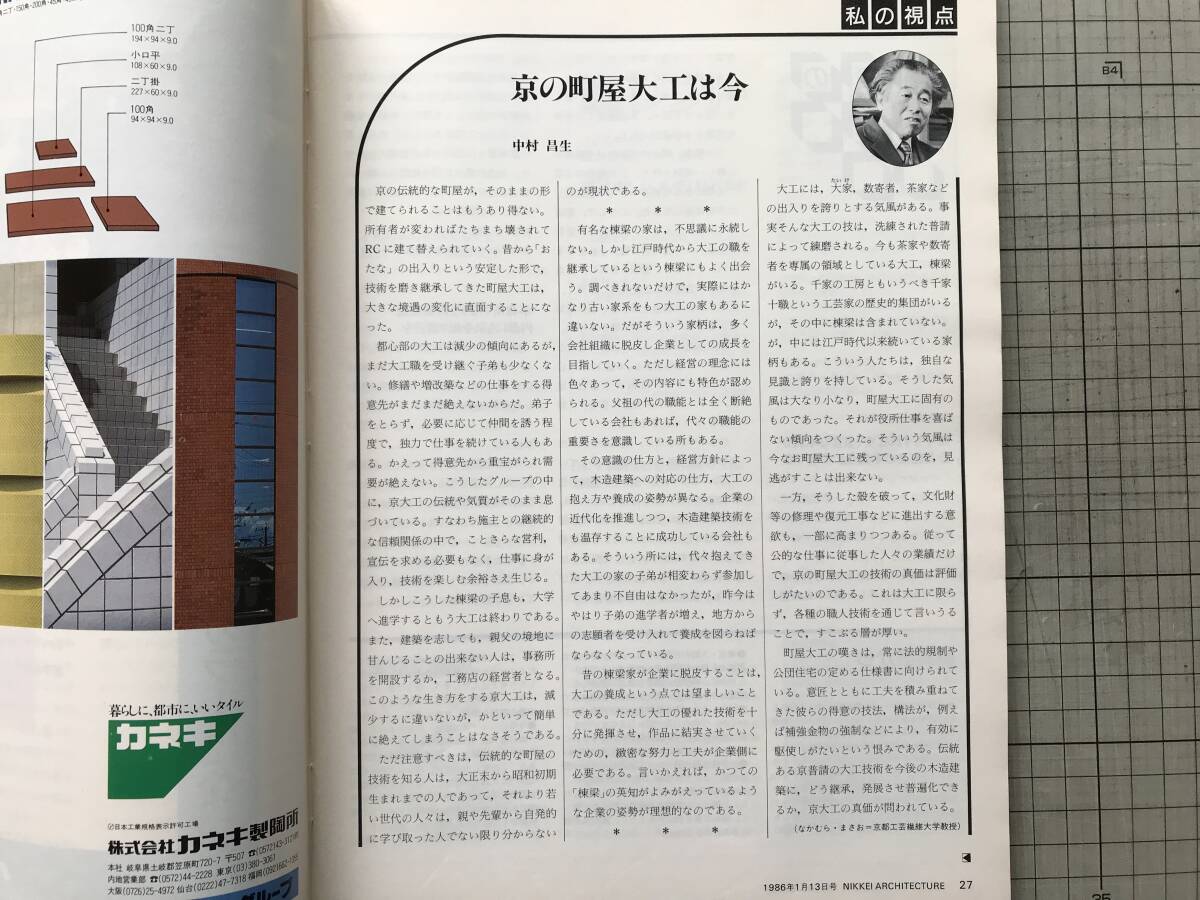 100角二丁
194×94×9.0
小口平
108×60×9.0
二丁掛
227×60×9.0
100角
94×94×9.0
暮らしに、都市に、いいタイル
カネキ
日本工業規格表示許可工場
株式会社カネキ製陶所
本社 岐阜県土岐郡笠原町720-7 〒507
内地営業部 ☎(0572)44-2228 東京(03)380-3061
大阪(0726)25-4972 仙台(0222)47-7318
私の視点
京の町屋大工は今
中村 昌生
京の伝統的な町屋が，そのままの形
で建てられることはもうあり得ない。
所有者が変わればたちまち壊されて
RCに建て替えられていく。昔から「お
たな」の出入りという安定した形で，
技術を磨き継承してきた町屋大工は，
大きな境遇の変化に直面することにな
った。
都心部の大工は減少の傾向にあるが，
まだ大工職を受け継ぐ子弟も少なくな
い。修繕や増改築などの仕事をする得
意先がまだまだ絶えないからだ。弟子
をとらず，必要に応じて仲間を誘う程
度で，独力で仕事を続けている人もあ
る。かえって得意先から重宝がられ需
要が絶えない。こうしたグループの中
に，京大工の伝統や気質がそのまま息
づいている。すなわち施主との継続的
な信頼関係の中で，ことさらな営利，
宣伝を求める必要もなく，仕事に身が
入り，技術を楽しむ余裕さえ生じる。
しかしこうした棟梁の子息も，大学
へ進学するともう大工は終わりである。
また，建築を志しても，親父の境地に
甘んじることの出来ない人は，事務所
を開設するか，工務店の経営者となる。
このような生き方をする京大工は，減
少するに違いないが，かといって簡単
に絶えてしまうことはなさそうである。
ただ注意すべきは，伝統的な町屋の
技術を知る人は，大正末から昭和初期
生まれまでの人であって，それより若
い世代の人々は，親や先輩から自発的
に学び取った人でない限り分からない
のが現状である。
＊　＊　＊
有名な棟梁の家は，不思議に永続し
ない。しかし江戸時代から大工の職を
継承しているという棟梁にもよく出会
う。調べきれないだけで，実際にはか
なり古い家系をもつ大工の家もあるに
違いない。だがそういう家柄は，多く
会社組織に脱皮し企業としての成長を
目指していく。ただし経営の理念には
色々あって，その内容にも特色が認め
られる。父祖の代の職能とは全く断絶
している会社もあれば，代々の職能の
重要さを意識している所もある。
その意識の仕方と，経営方針によっ
て，木造建築への対応の仕方，大工の
抱え方や養成の姿勢が異なる。企業の
近代化を推進しつつ，木造建築技術を
も温存することに成功している会社も
ある。そういう所には，代々抱えてき
た大工の家の子弟が相変わらず参加し
てあまり不自由はなかったが，昨今は
やはり子弟の進学者が増え，地方から
の志願者を受け入れて養成を図らねば
ならなくなっている。
昔の棟梁家が企業に脱皮することは，
大工の養成という点では望ましいこと
である。ただし大工の優れた技術を十
分に発揮させ，作品に結実させていく
ための，緻密な努力と工夫が企業側に
必要である。言いかえれば，かつての
「棟梁」の英知がよみがえっているよう
な企業の姿勢が理想的なのである。
＊　＊　＊
大工には，大家，数寄者，茶家など
たいけ
の出入りを誇りとする気風がある。事
実そんな大工の技は，洗練された普請
によって練磨される。今も茶家や数寄
者を専属の領域としている大工，棟梁
がいる。千家の工房ともいうべき千家
十職という工芸家の歴史的集団がいる
が，その中に棟梁は含まれていない。
が，中には江戸時代以来続いている家
柄もある。こういう人たちは，独自な
見識と誇りを持している。そうした気
風は大なり小なり，町屋大工に固有の
ものであった。それが役所仕事を喜ば
ない傾向をつくった。そういう気風は
今なお町屋大工に残っているのを，見
逃がすことは出来ない。
一方，そうした殻を破って，文化財
等の修理や復元工事などに進出する意
欲も，一部に高まりつつある。従って
公的な仕事に従事した人々の業績だけ
で，京の町屋大工の技術の真価は評価
しがたいのである。これは大工に限ら
ず，各種の職人技術を通じて言いうる
ことで，すこぶる層が厚い。
町屋大工の嘆きは，常に法的規制や
公団住宅の定める仕様書に向けられて
いる。意匠とともに工夫を積み重ねて
きた彼らの得意の技法，構法が，例え
ば補強金物の強制などにより，有効に
駆使しがたいという恨みである。伝統
ある京普請の大工技術を今後の木造建
築に，どう継承，発展させ普遍化でき
るか，京大工の真価が問われている。
（なかむら・まさお＝京都工芸繊維大学教授）
1986年1月13日号 NIKKEI ARCHITECTURE 27
B4